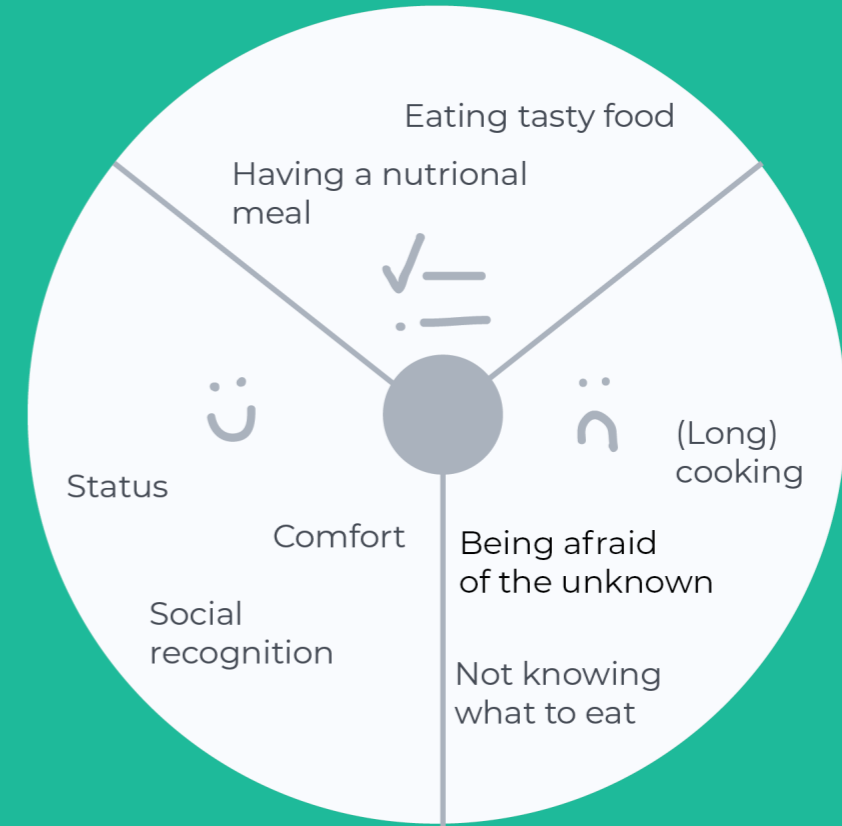 Eating tasty food
Having a nutrional
meal
(Long)
cooking
Status
Comfort
Being afraid
of the unknown
Social
recognition
Not knowing
what to eat